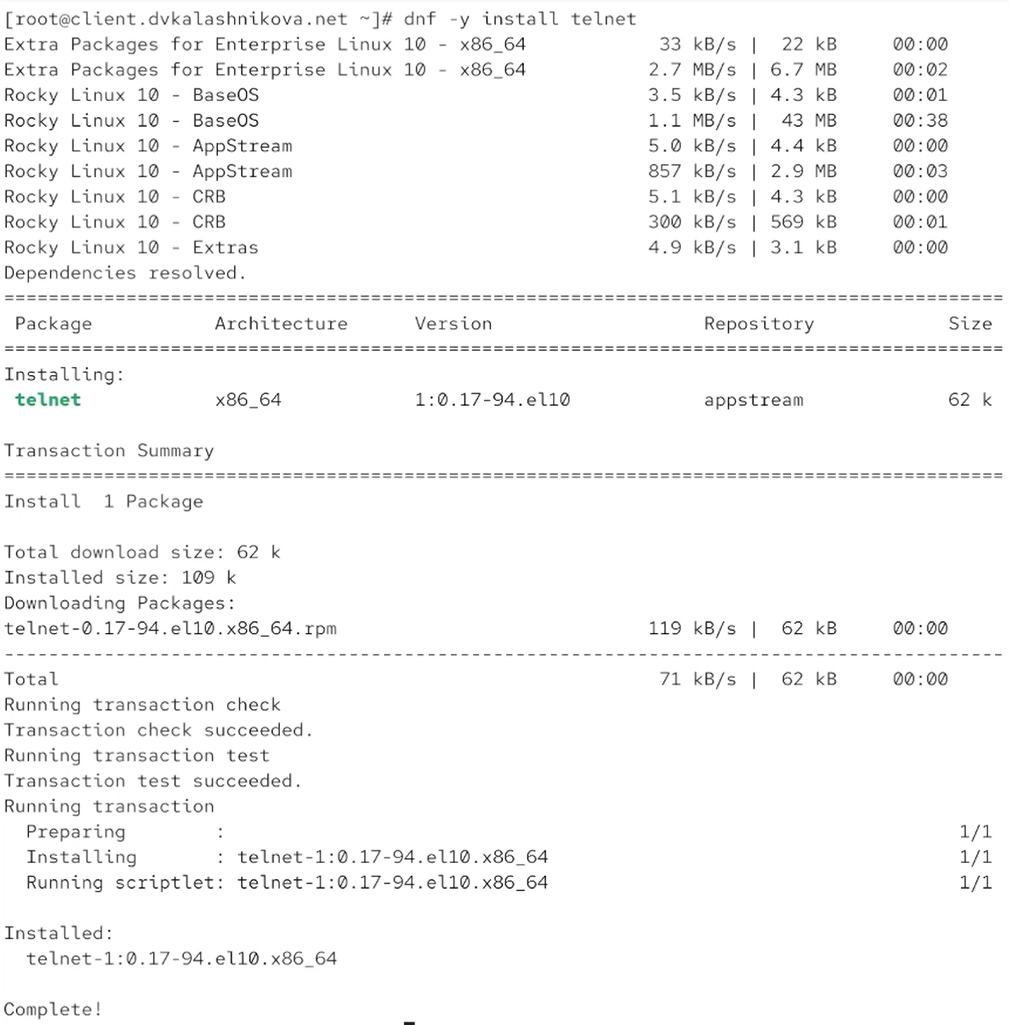 [root@client.dvkalashnikova.net ~]# dnf -y install telnet
Extra Packages for Enterprise Linux 10 - x86_64            33 kB/s |  22 kB     00:00
Extra Packages for Enterprise Linux 10 - x86_64           2.7 MB/s | 6.7 MB     00:02
Rocky Linux 10 - BaseOS                                   3.5 kB/s | 4.3 kB     00:01
Rocky Linux 10 - BaseOS                                   1.1 MB/s |  43 MB     00:38
Rocky Linux 10 - AppStream                                5.0 kB/s | 4.4 kB     00:00
Rocky Linux 10 - AppStream                                857 kB/s | 2.9 MB     00:03
Rocky Linux 10 - CRB                                      5.1 kB/s | 4.3 kB     00:00
Rocky Linux 10 - CRB                                      300 kB/s | 569 kB     00:01
Rocky Linux 10 - Extras                                   4.9 kB/s | 3.1 kB     00:00
Dependencies resolved.
==========================================================================================
 Package           Architecture      Version                   Repository            Size
==========================================================================================
Installing:
 telnet            x86_64            1:0.17-94.el10            appstream             62 k

Transaction Summary
==========================================================================================
Install  1 Package

Total download size: 62 k
Installed size: 109 k
Downloading Packages:
telnet-0.17-94.el10.x86_64.rpm                            119 kB/s |  62 kB     00:00
------------------------------------------------------------------------------------------
Total                                                      71 kB/s |  62 kB     00:00
Running transaction check
Transaction check succeeded.
Running transaction test
Transaction test succeeded.
Running transaction
  Preparing        :                                                                  1/1
  Installing       : telnet-1:0.17-94.el10.x86_64                                     1/1
  Running scriptlet: telnet-1:0.17-94.el10.x86_64                                     1/1

Installed:
  telnet-1:0.17-94.el10.x86_64

Complete!